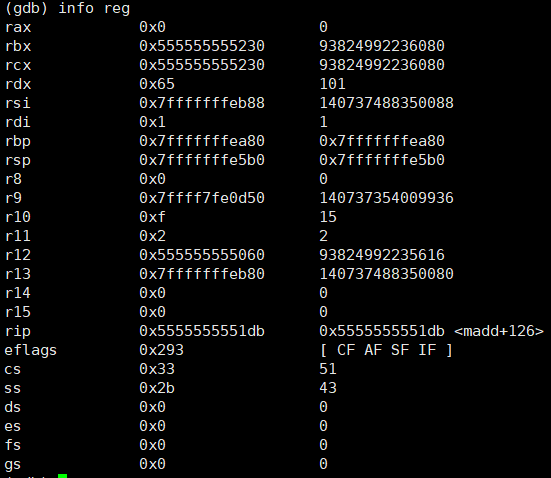 (gdb) info reg
rax 0x0 0
rbx 0x555555555230 93824992236080
rcx 0x555555555230 93824992236080
rdx 0x65 101
rsi 0x7fffffffeb88 140737488350088
rdi 0x1 1
rbp 0x7fffffffea80 0x7fffffffea80
rsp 0x7fffffffe5b0 0x7fffffffe5b0
r8 0x0 0
r9 0x7ffff7fe0d50 140737354009936
r10 0xf 15
r11 0x2 2
r12 0x555555555060 93824992235616
r13 0x7fffffffeb80 140737488350080
r14 0x0 0
r15 0x0 0
rip 0x5555555551db 0x5555555551db <madd+126>
eflags 0x293 [ CF AF SF IF ]
cs 0x33 51
ss 0x2b 43
ds 0x0 0
es 0x0 0
fs 0x0 0
gs 0x0 0